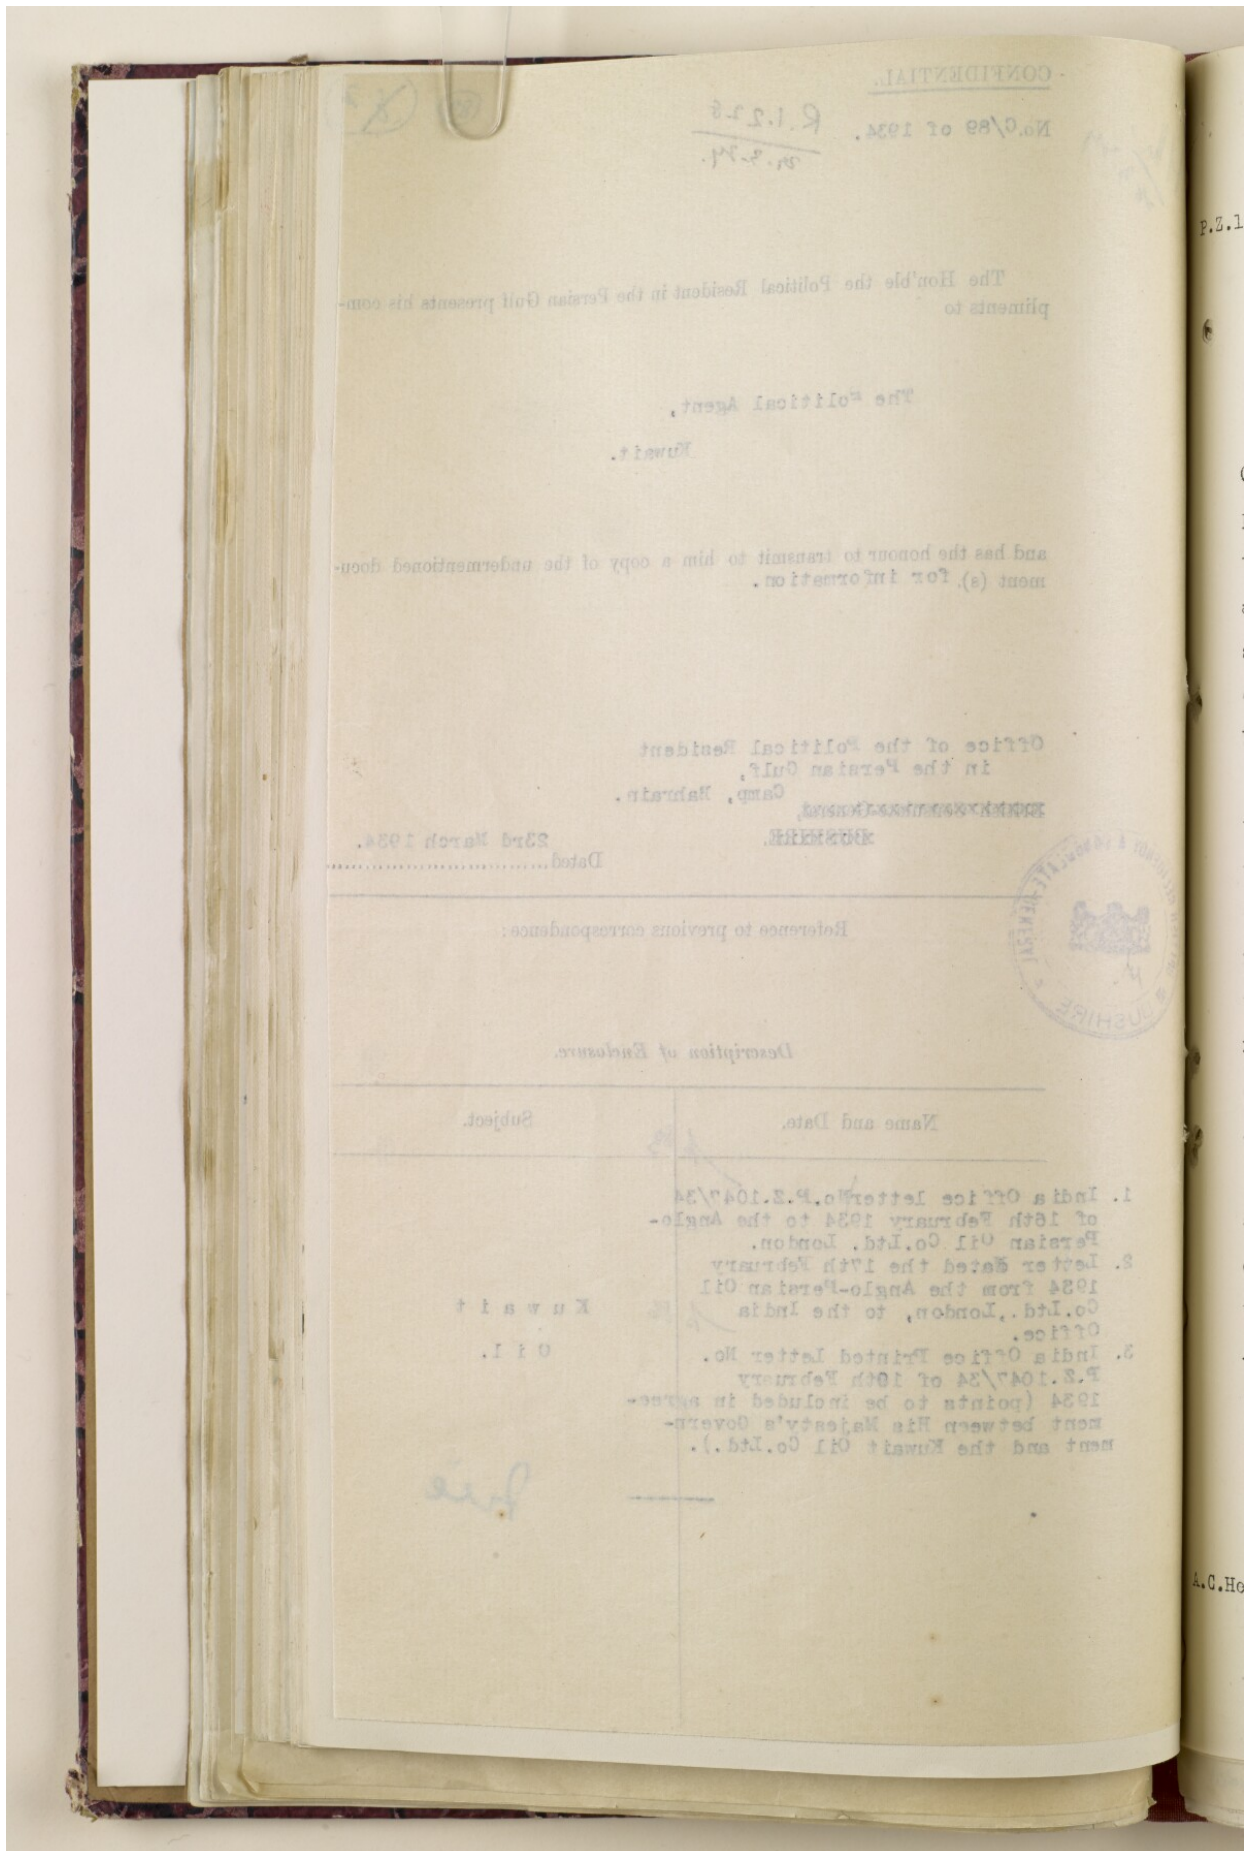 CONFIDENTIAL.
No.C/89 of 1934.
The Hon'ble the Political Resident in the Persian Gulf presents his com-
pliments to
The Political Agent,
Kuwait.
and has the honour to transmit to him a copy of the undermentioned docu-
ment (s). for information.
Office of the Political Resident
in the Persian Gulf,
Camp, Bahrain.
British Consulate-General,
BUSHIRE.
23rd March 1934.
Dated
Reference to previous correspondence:
Description of Enclosure.
Name and Date.
Subject.
1. India Office letter No.P.Z.1047/34
of 16th February 1934 to the Anglo-
Persian Oil Co.Ltd. London.
2. Letter dated the 17th February
1934 from the Anglo-Persian Oil
Co.Ltd.,London, to the India
Office.
3. India Office Printed Letter No.
P.Z.1047/34 of 19th February
1934 (points to be included in agree-
ment between His Majesty's Govern-
ment and the Kuwait Oil Co.Ltd.).
Kuwait
Oil.
BUSHIRE
P.Z.1
A.C.He